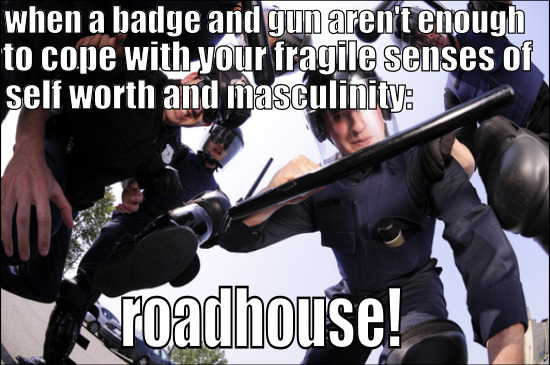 when a badge and gun aren't enough
to cope with your fragile senses of
self worth and masculinity:
roadhouse!